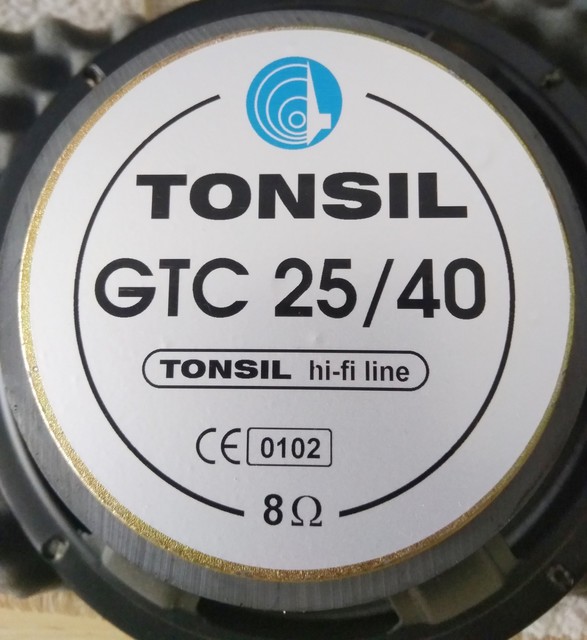 TONSIL
GTC 25/40
TONSIL hi-fi line
CE 0102
8Ω